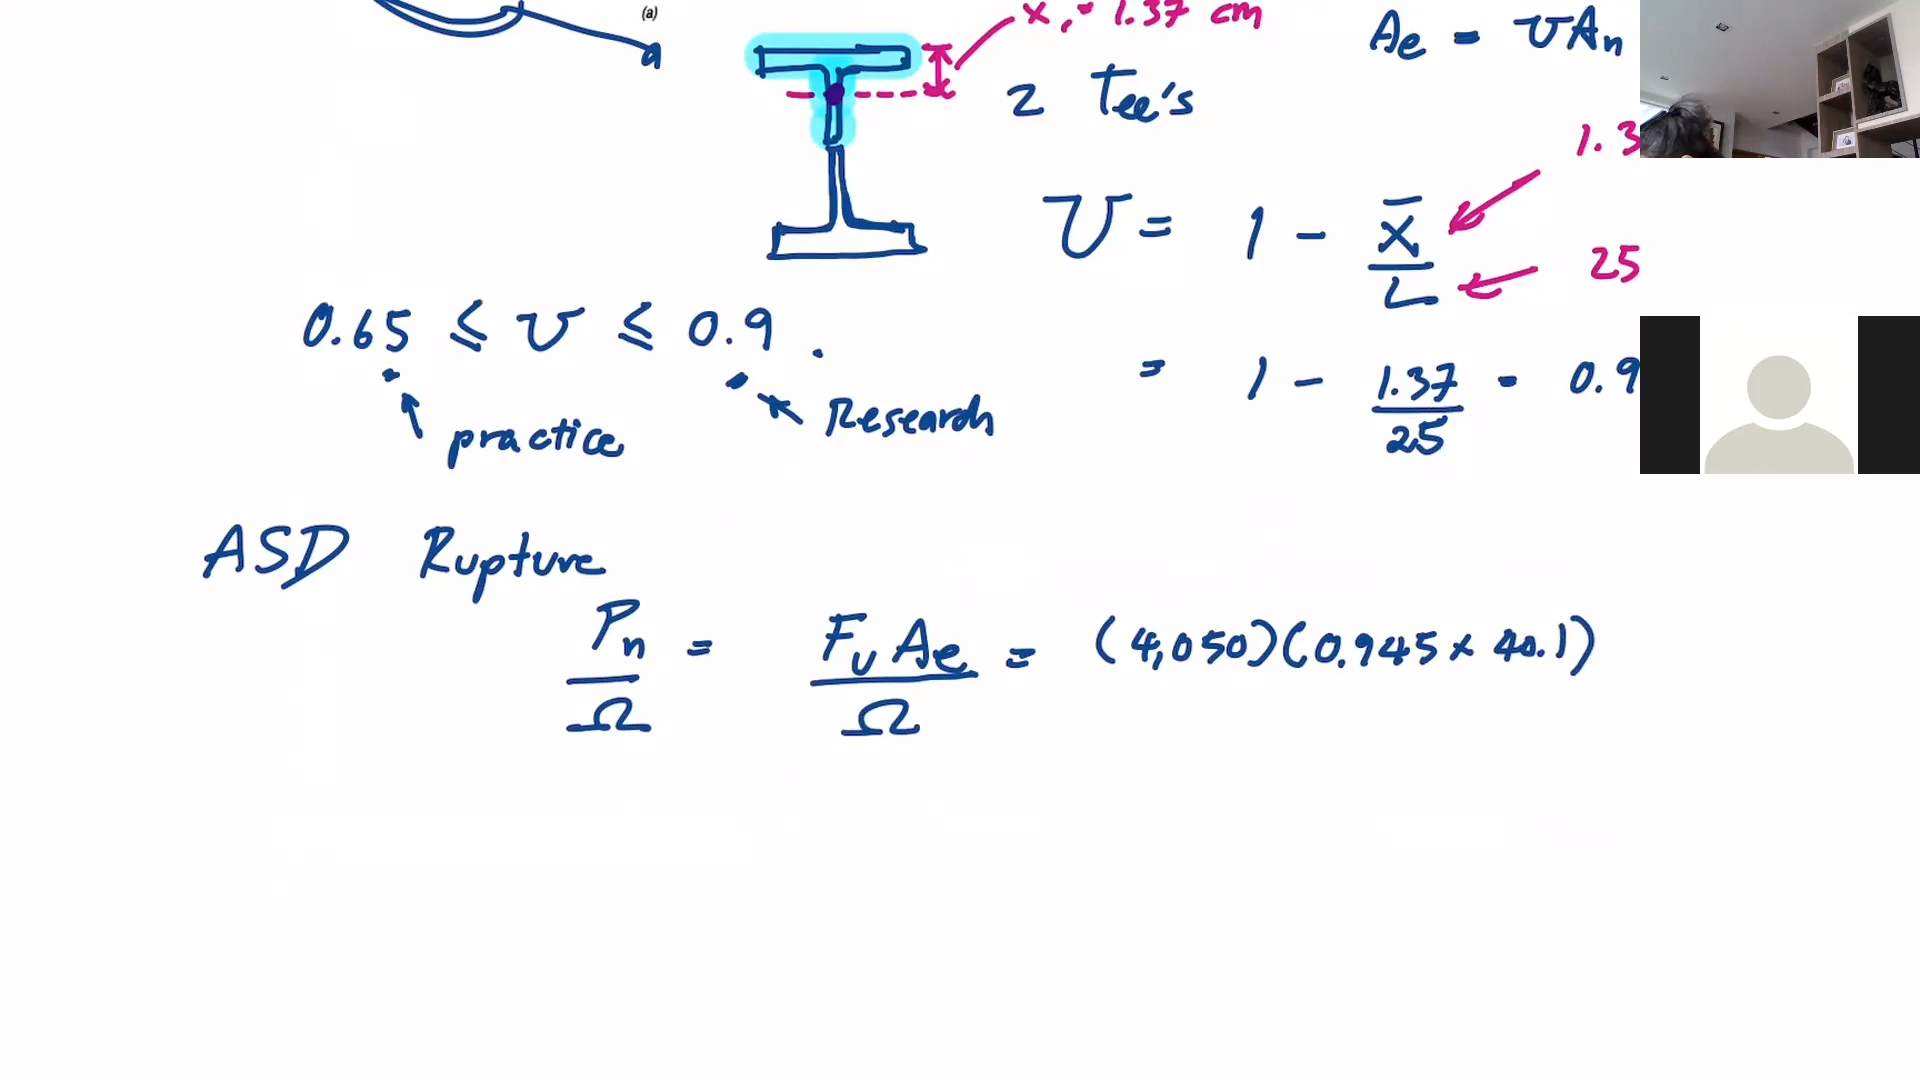 (a)
a
x̄, = 1.37 cm
Ae = UAn
2 Tee's
1.3
U = 1 - x̄/L
25
0.65 ≤ U ≤ 0.9.
= 1 - 1.37/25 = 0.9
practice
Research
ASD Rupture
Pn/Ω = FuAe/Ω = (4,050)(0.945 × 40.1)